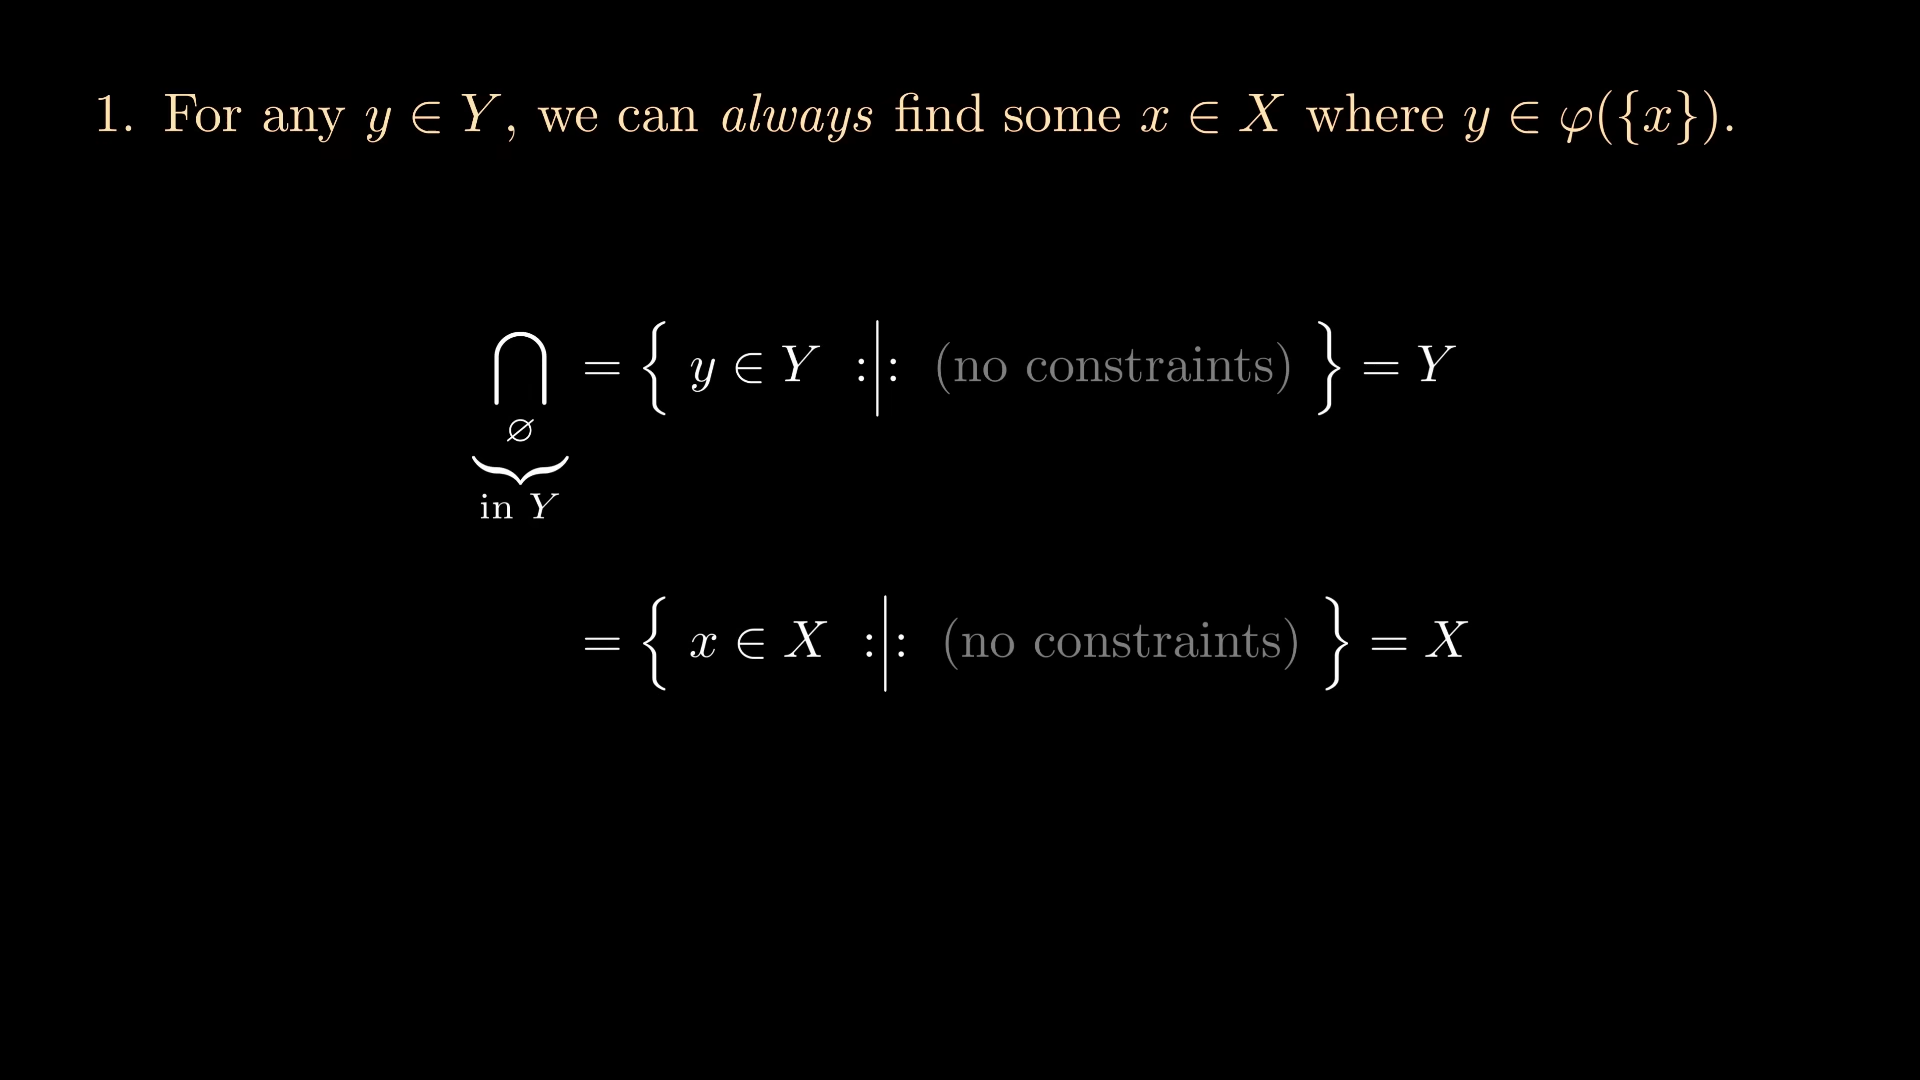 1. For any y ∈ Y, we can always find some x ∈ X where y ∈ φ({x}).
⋂ = { y ∈ Y :|: (no constraints) } = Y
∅
in Y
= { x ∈ X :|: (no constraints) } = X